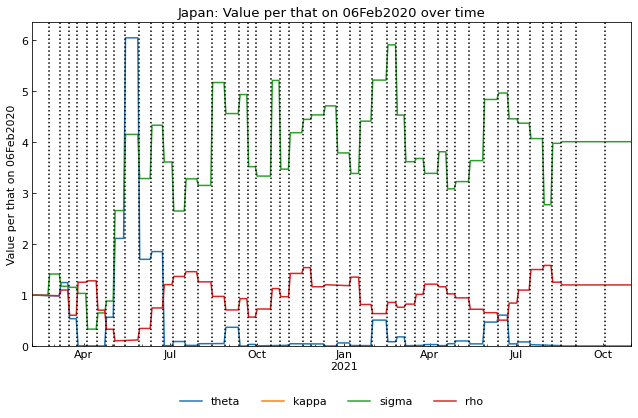 Japan: Value per that on 06Feb2020 over time
Value per that on 06Feb2020
6
5
4
3
2
1
0
Apr Jul Oct Jan Apr Jul Oct
2021
theta kappa sigma rho